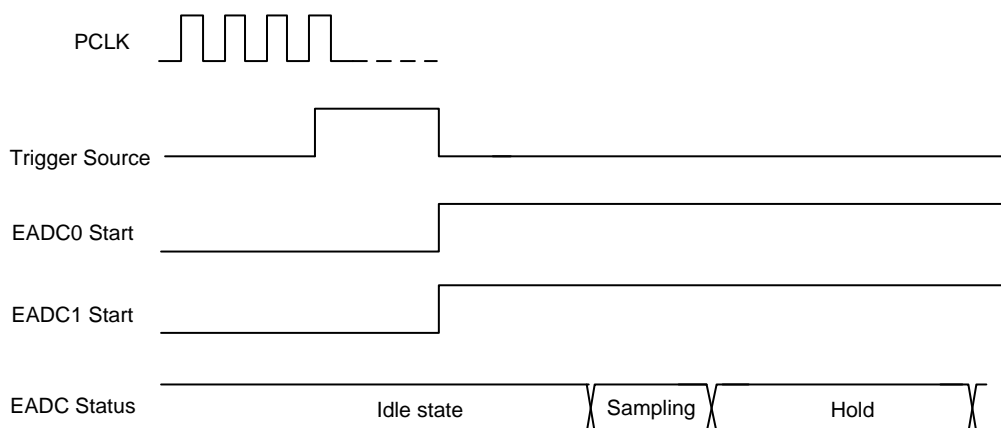 PCLK
Trigger Source
EADC0 Start
EADC1 Start
EADC Status
Idle state
Sampling
Hold